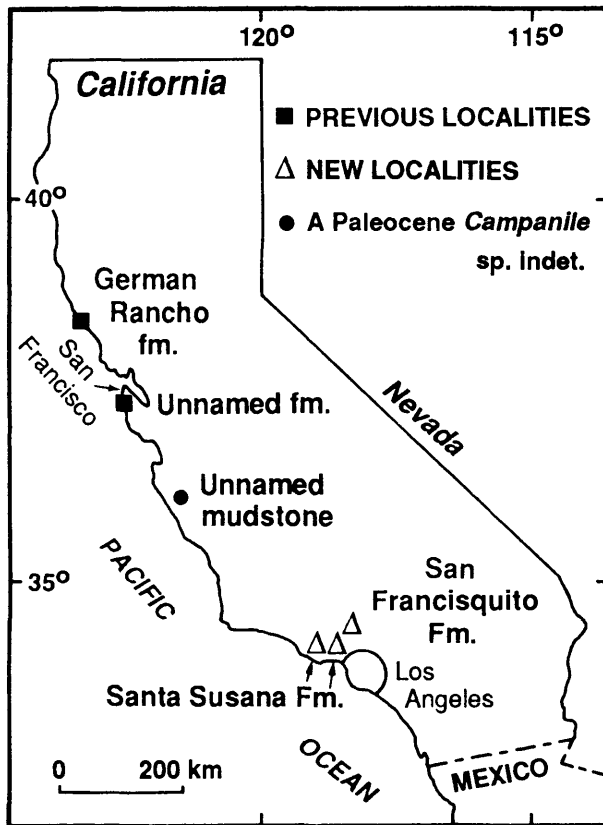 120° 115°
California
■ PREVIOUS LOCALITIES
△ NEW LOCALITIES
40°
● A Paleocene Campanile
sp. indet.
German
Rancho
fm.
San
Francisco
Unnamed fm.
Nevada
Unnamed
mudstone
PACIFIC
35°
San
Francisquito
Fm.
Los
Angeles
Santa Susana Fm.
OCEAN
MEXICO
0 200 km